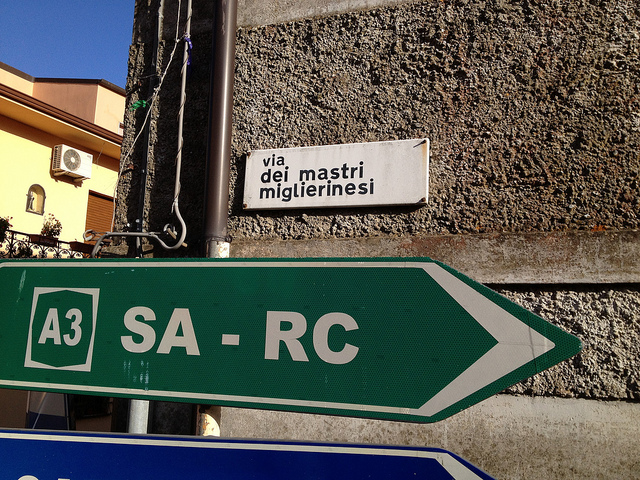 via
dei mastri
miglierinesi
A3 SA - RC